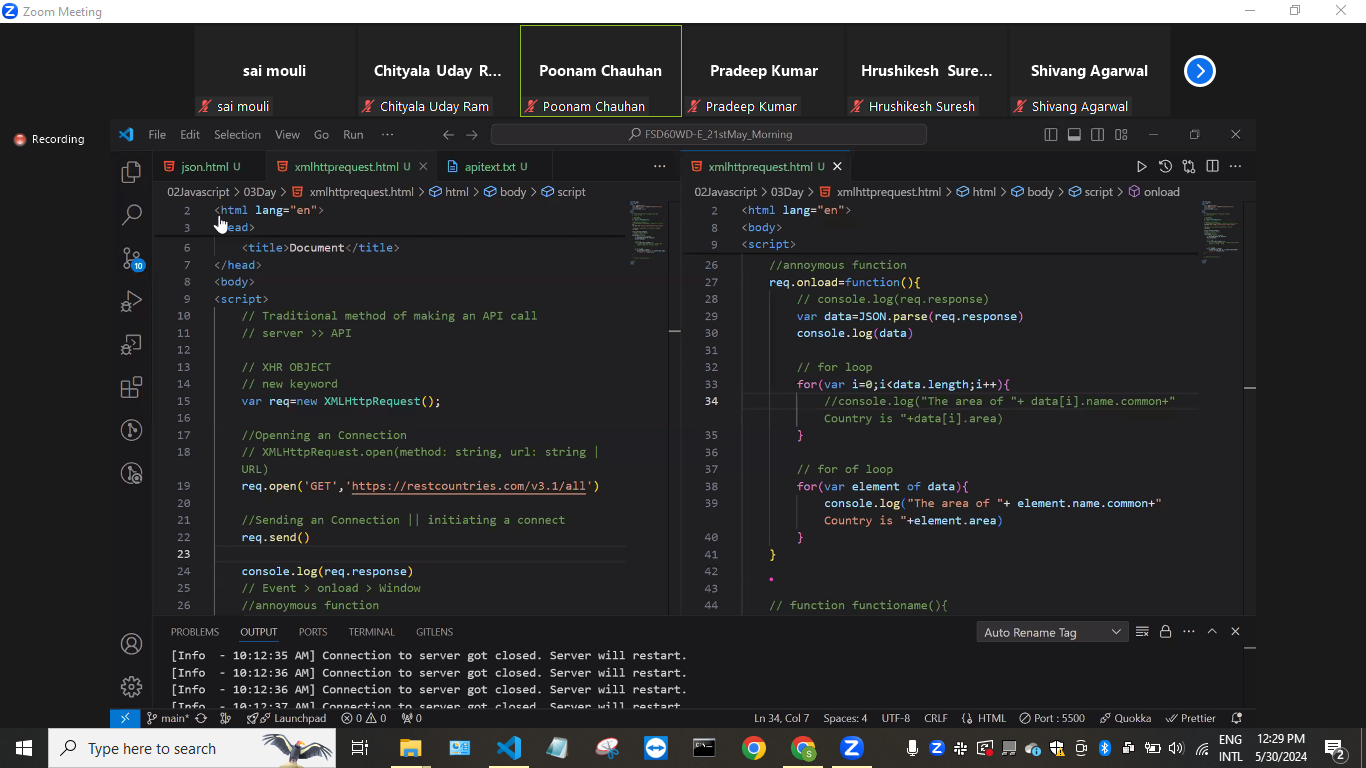 Zoom Meeting
sai mouli
Chityala Uday R...
Poonam Chauhan
Pradeep Kumar
Hrushikesh Sure...
Shivang Agarwal
sai mouli
Chityala Uday Ram
Poonam Chauhan
Pradeep Kumar
Hrushikesh Suresh
Shivang Agarwal
Recording
File Edit Selection View Go Run ...
FSD60WD-E_21stMay_Morning
json.html U
xmlhttprequest.html U
apitext.txt U
02Javascript > 03Day > xmlhttprequest.html > html > body > script
2 <html lang="en">
3 <head>
6 <title>Document</title>
7 </head>
8 <body>
9 <script>
10 // Traditional method of making an API call
11 // server >> API
12
13 // XHR OBJECT
14 // new keyword
15 var req=new XMLHttpRequest();
16
17 //Openning an Connection
18 // XMLHttpRequest.open(method: string, url: string |
URL)
19 req.open('GET','https://restcountries.com/v3.1/all')
20
21 //Sending an Connection || initiating a connect
22 req.send()
23
24 console.log(req.response)
25 // Event > onload > Window
26 //annoymous function
xmlhttprequest.html U
02Javascript > 03Day > xmlhttprequest.html > html > body > script > onload
2 <html lang="en">
8 <body>
9 <script>
26 //annoymous function
27 req.onload=function(){
28 // console.log(req.response)
29 var data=JSON.parse(req.response)
30 console.log(data)
31
32 // for loop
33 for(var i=0;i<data.length;i++){
34 //console.log("The area of "+ data[i].name.common+"
Country is "+data[i].area)
35 }
36
37 // for of loop
38 for(var element of data){
39 console.log("The area of "+ element.name.common+"
Country is "+element.area)
40 }
41 }
42
43
44 // function functioname(){
PROBLEMS OUTPUT PORTS TERMINAL GITLENS
Auto Rename Tag
[Info - 10:12:35 AM] Connection to server got closed. Server will restart.
[Info - 10:12:36 AM] Connection to server got closed. Server will restart.
[Info - 10:12:36 AM] Connection to server got closed. Server will restart.
[Info - 10:12:37 AM] Connection to server got closed. Server will restart.
10
main* Launchpad 0 0 0
Ln 34, Col 7 Spaces: 4 UTF-8 CRLF {} HTML Port : 5500 Quokka Prettier
Type here to search
ENG
INTL
12:29 PM
5/30/2024
2